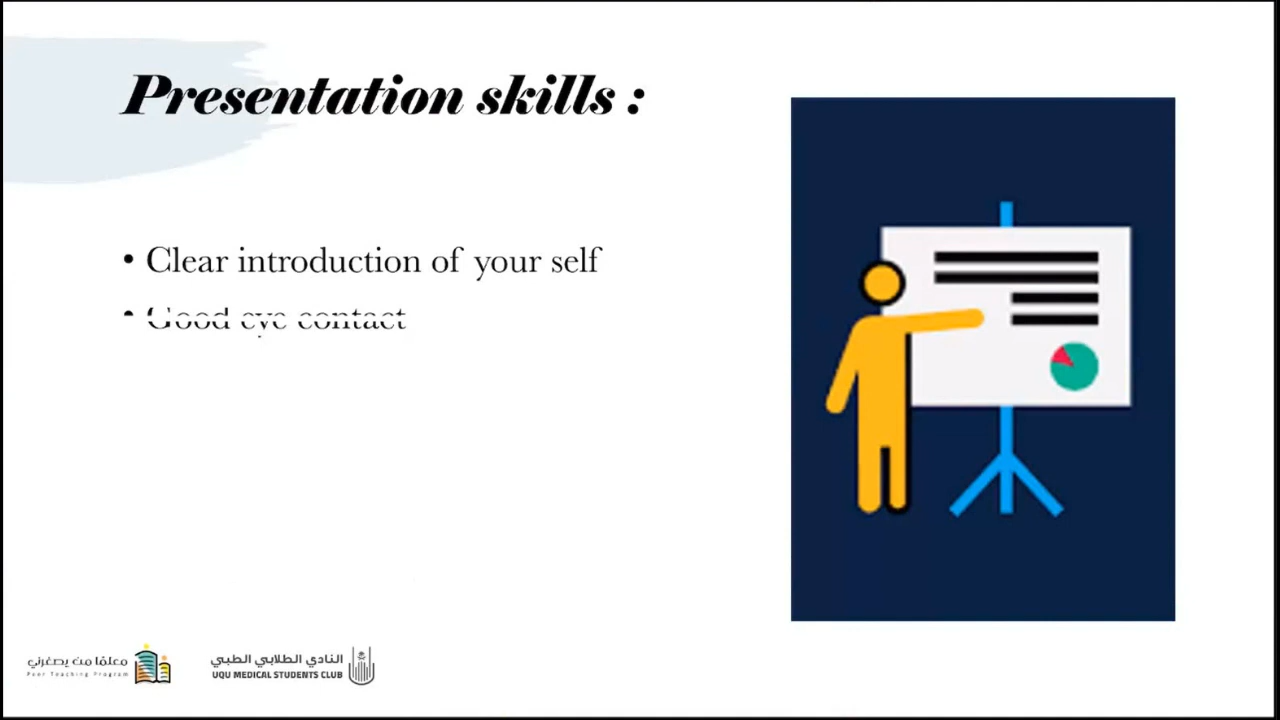 Presentation skills :
• Clear introduction of your self
• Good eye contact
معلمًا من يصغرني
Peer Teaching Program
النادي الطلابي الطبي
UQU MEDICAL STUDENTS CLUB